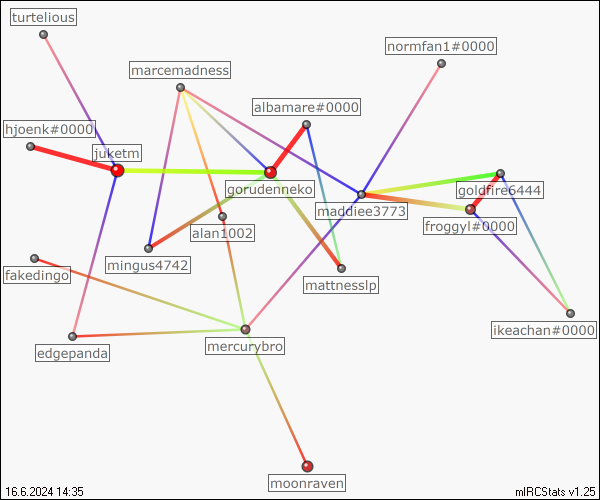 turtelious
normfan1#0000
marcemadness
albamare#0000
hjoenk#0000
juketm
gorudenneko
goldfire6444
maddiee3773
froggyl#0000
alan1002
mingus4742
fakedingo
mattnesslp
ikeachan#0000
edgepanda
mercurybro
moonraven
16.6.2024 14:35
mIRCStats v1.25